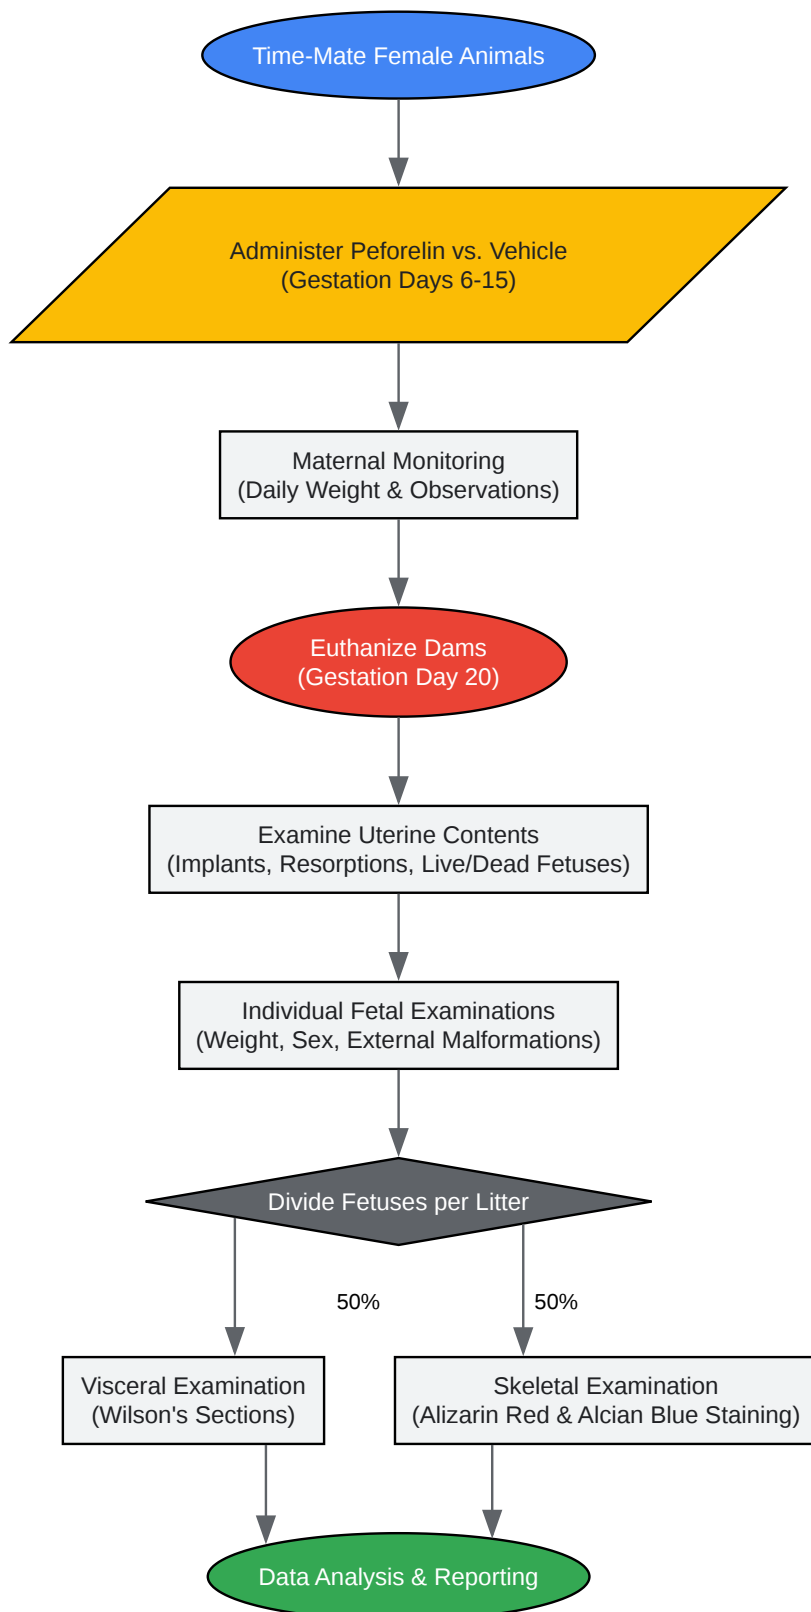 Time-Mate Female Animals
Administer Peforelin vs. Vehicle
(Gestation Days 6-15)
Maternal Monitoring
(Daily Weight & Observations)
Euthanize Dams
(Gestation Day 20)
Examine Uterine Contents
(Implants, Resorptions, Live/Dead Fetuses)
Individual Fetal Examinations
(Weight, Sex, External Malformations)
Divide Fetuses per Litter
50%
50%
Visceral Examination
(Wilson's Sections)
Skeletal Examination
(Alizarin Red & Alcian Blue Staining)
Data Analysis & Reporting